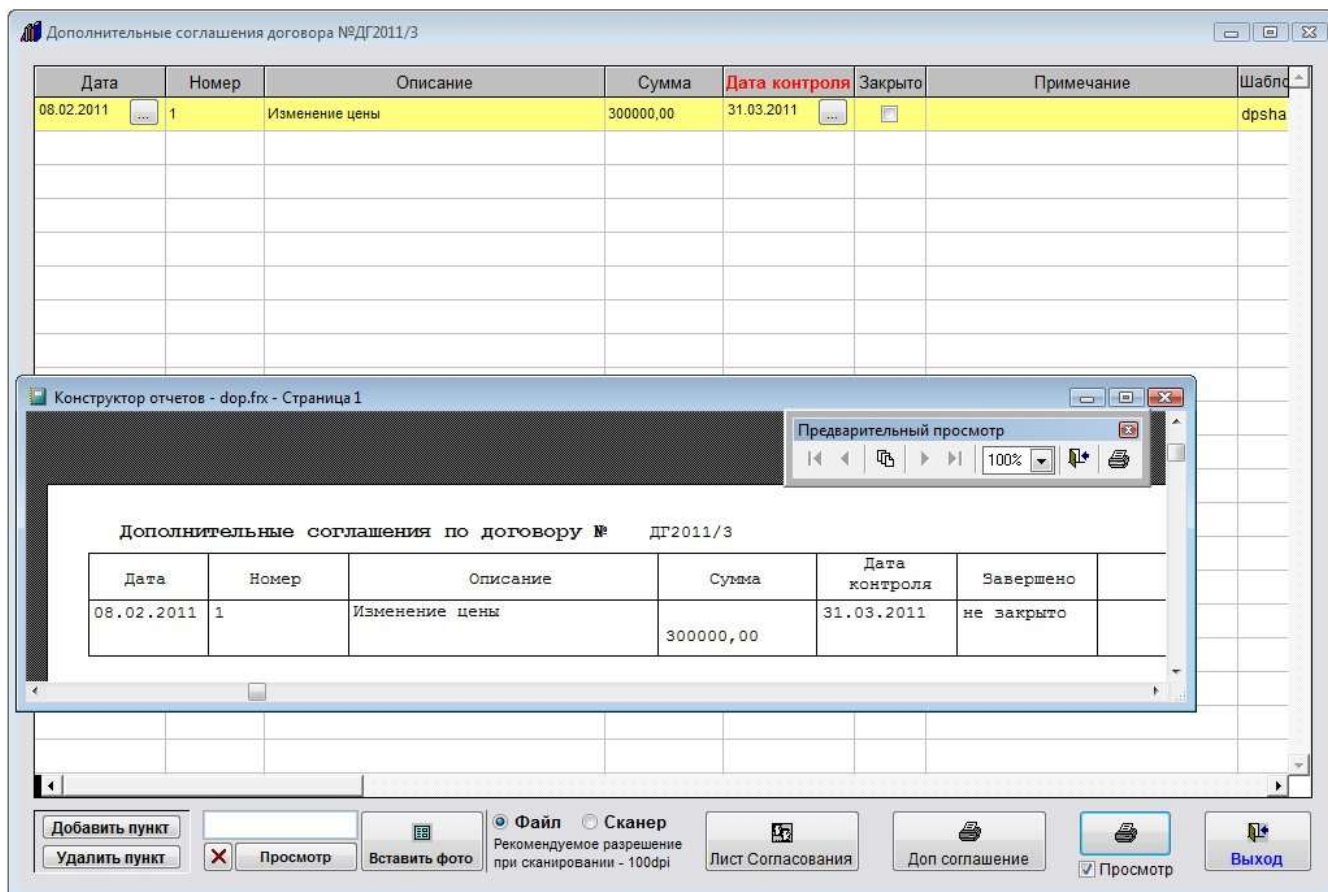 Дополнительные соглашения договора №ДГ2011/3
Дата Номер Описание Сумма Дата контроля Закрыто Примечание Шабло
08.02.2011 ... 1 Изменение цены 300000,00 31.03.2011 ... dpsha
Конструктор отчетов - dop.frx - Страница 1
Предварительный просмотр
100%
Дополнительные соглашения по договору № ДГ2011/3
Дата Номер Описание Сумма Дата контроля Завершено
08.02.2011 1 Изменение цены 300000,00 31.03.2011 не закрыто
Добавить пункт
Удалить пункт
Просмотр
Вставить фото
Файл Сканер
Рекомендуемое разрешение
при сканировании - 100dpi
Лист Согласования
Доп соглашение
Просмотр
Выход